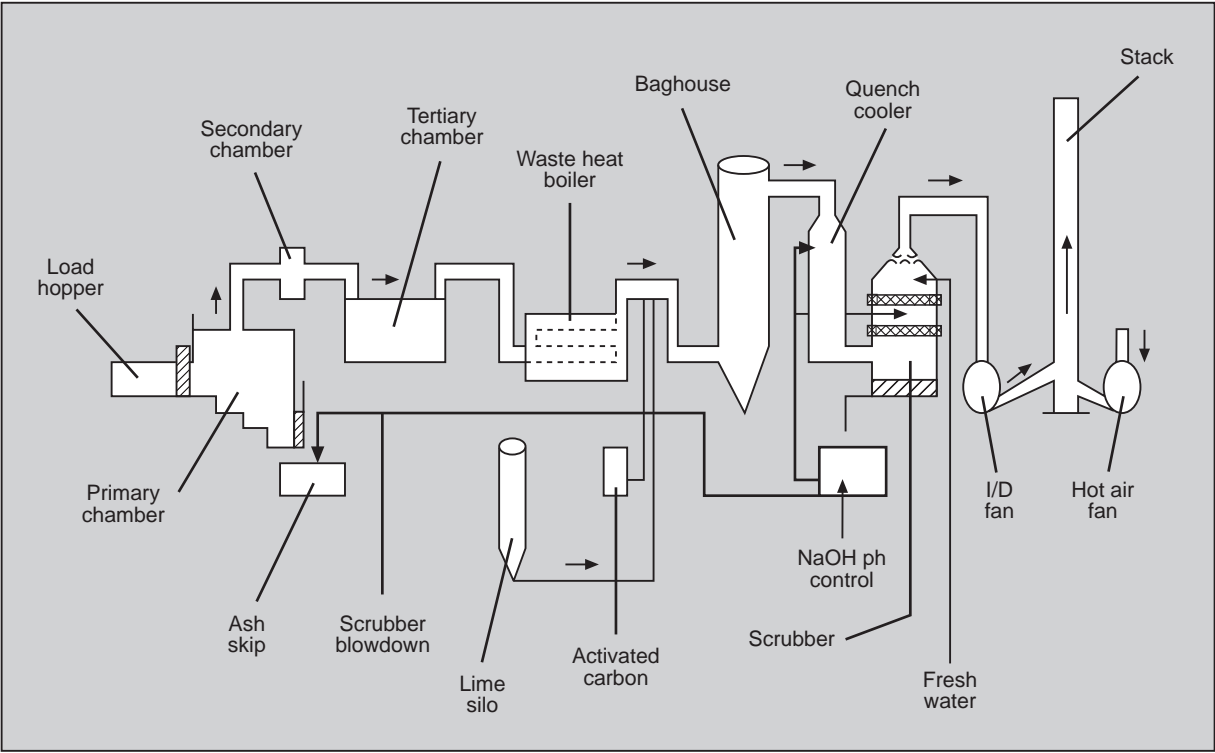 Stack
Baghouse
Quench
cooler
Tertiary
chamber
Secondary
chamber
Waste heat
boiler
Load
hopper
Primary
chamber
I/D
fan
Hot air
fan
NaOH ph
control
Ash
skip
Scrubber
blowdown
Scrubber
Activated
carbon
Lime
silo
Fresh
water